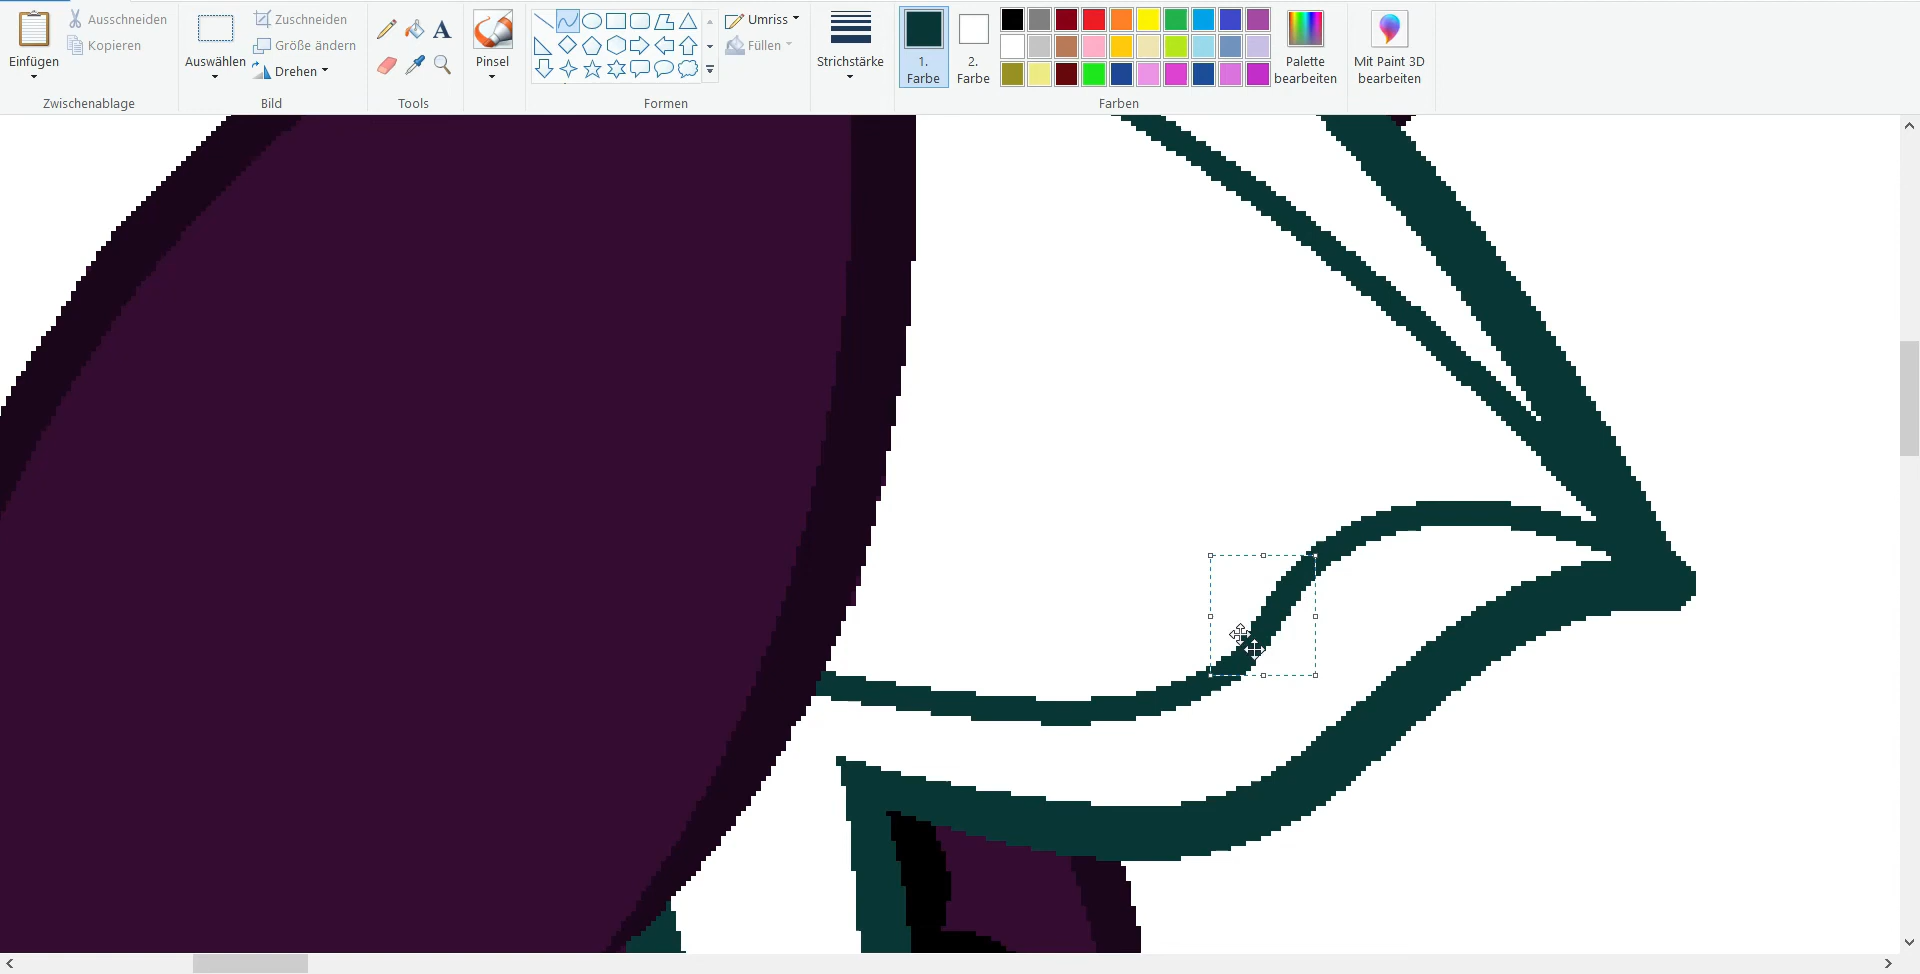 Einfügen
Ausschneiden
Kopieren
Zwischenablage
Auswählen
Zuschneiden
Größe ändern
Drehen
Bild
A
Tools
Pinsel
Umriss
Füllen
Formen
Strichstärke
1.
Farbe
2.
Farbe
Palette
bearbeiten
Farben
Mit Paint 3D
bearbeiten